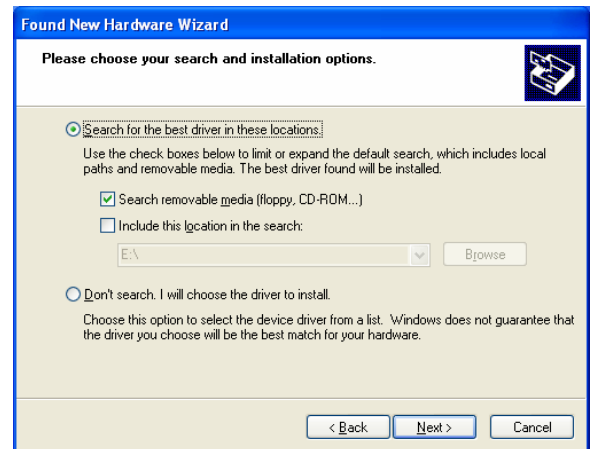 Found New Hardware Wizard
Please choose your search and installation options.
Search for the best driver in these locations.
Use the check boxes below to limit or expand the default search, which includes local
paths and removable media. The best driver found will be installed.
Search removable media (floppy, CD-ROM...)
Include this location in the search:
E:\
Browse
Don't search. I will choose the driver to install.
Choose this option to select the device driver from a list. Windows does not guarantee that
the driver you choose will be the best match for your hardware.
< Back
Next >
Cancel